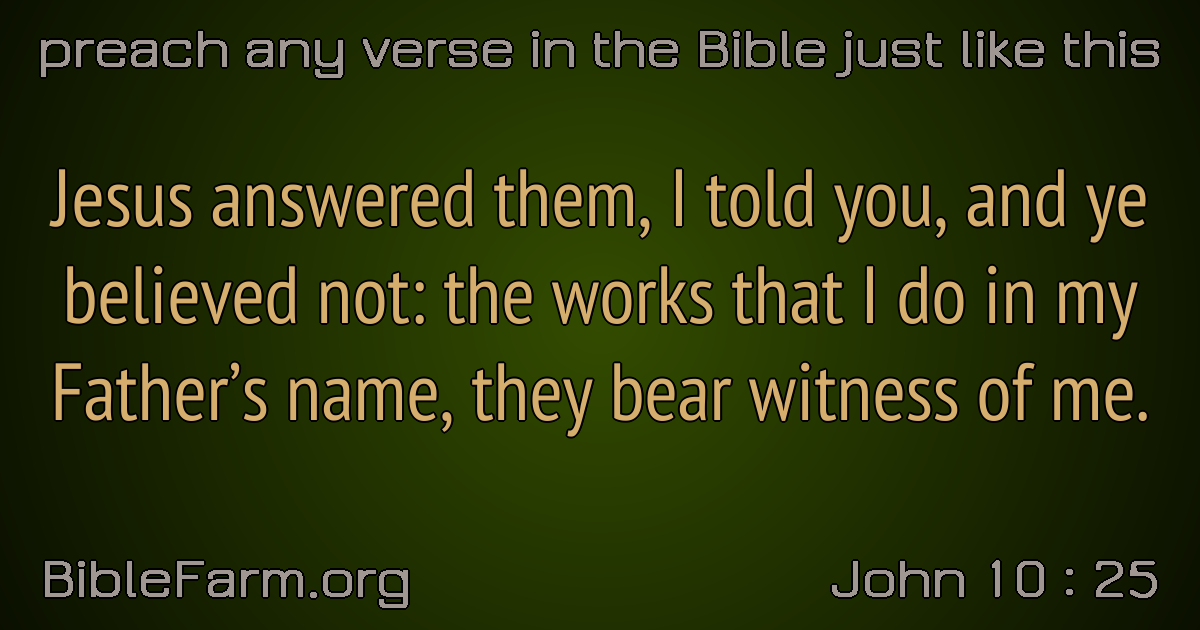 preach any verse in the Bible just like this
Jesus answered them, I told you, and ye
believed not: the works that I do in my
Father’s name, they bear witness of me.
BibleFarm.org
John 10 : 25